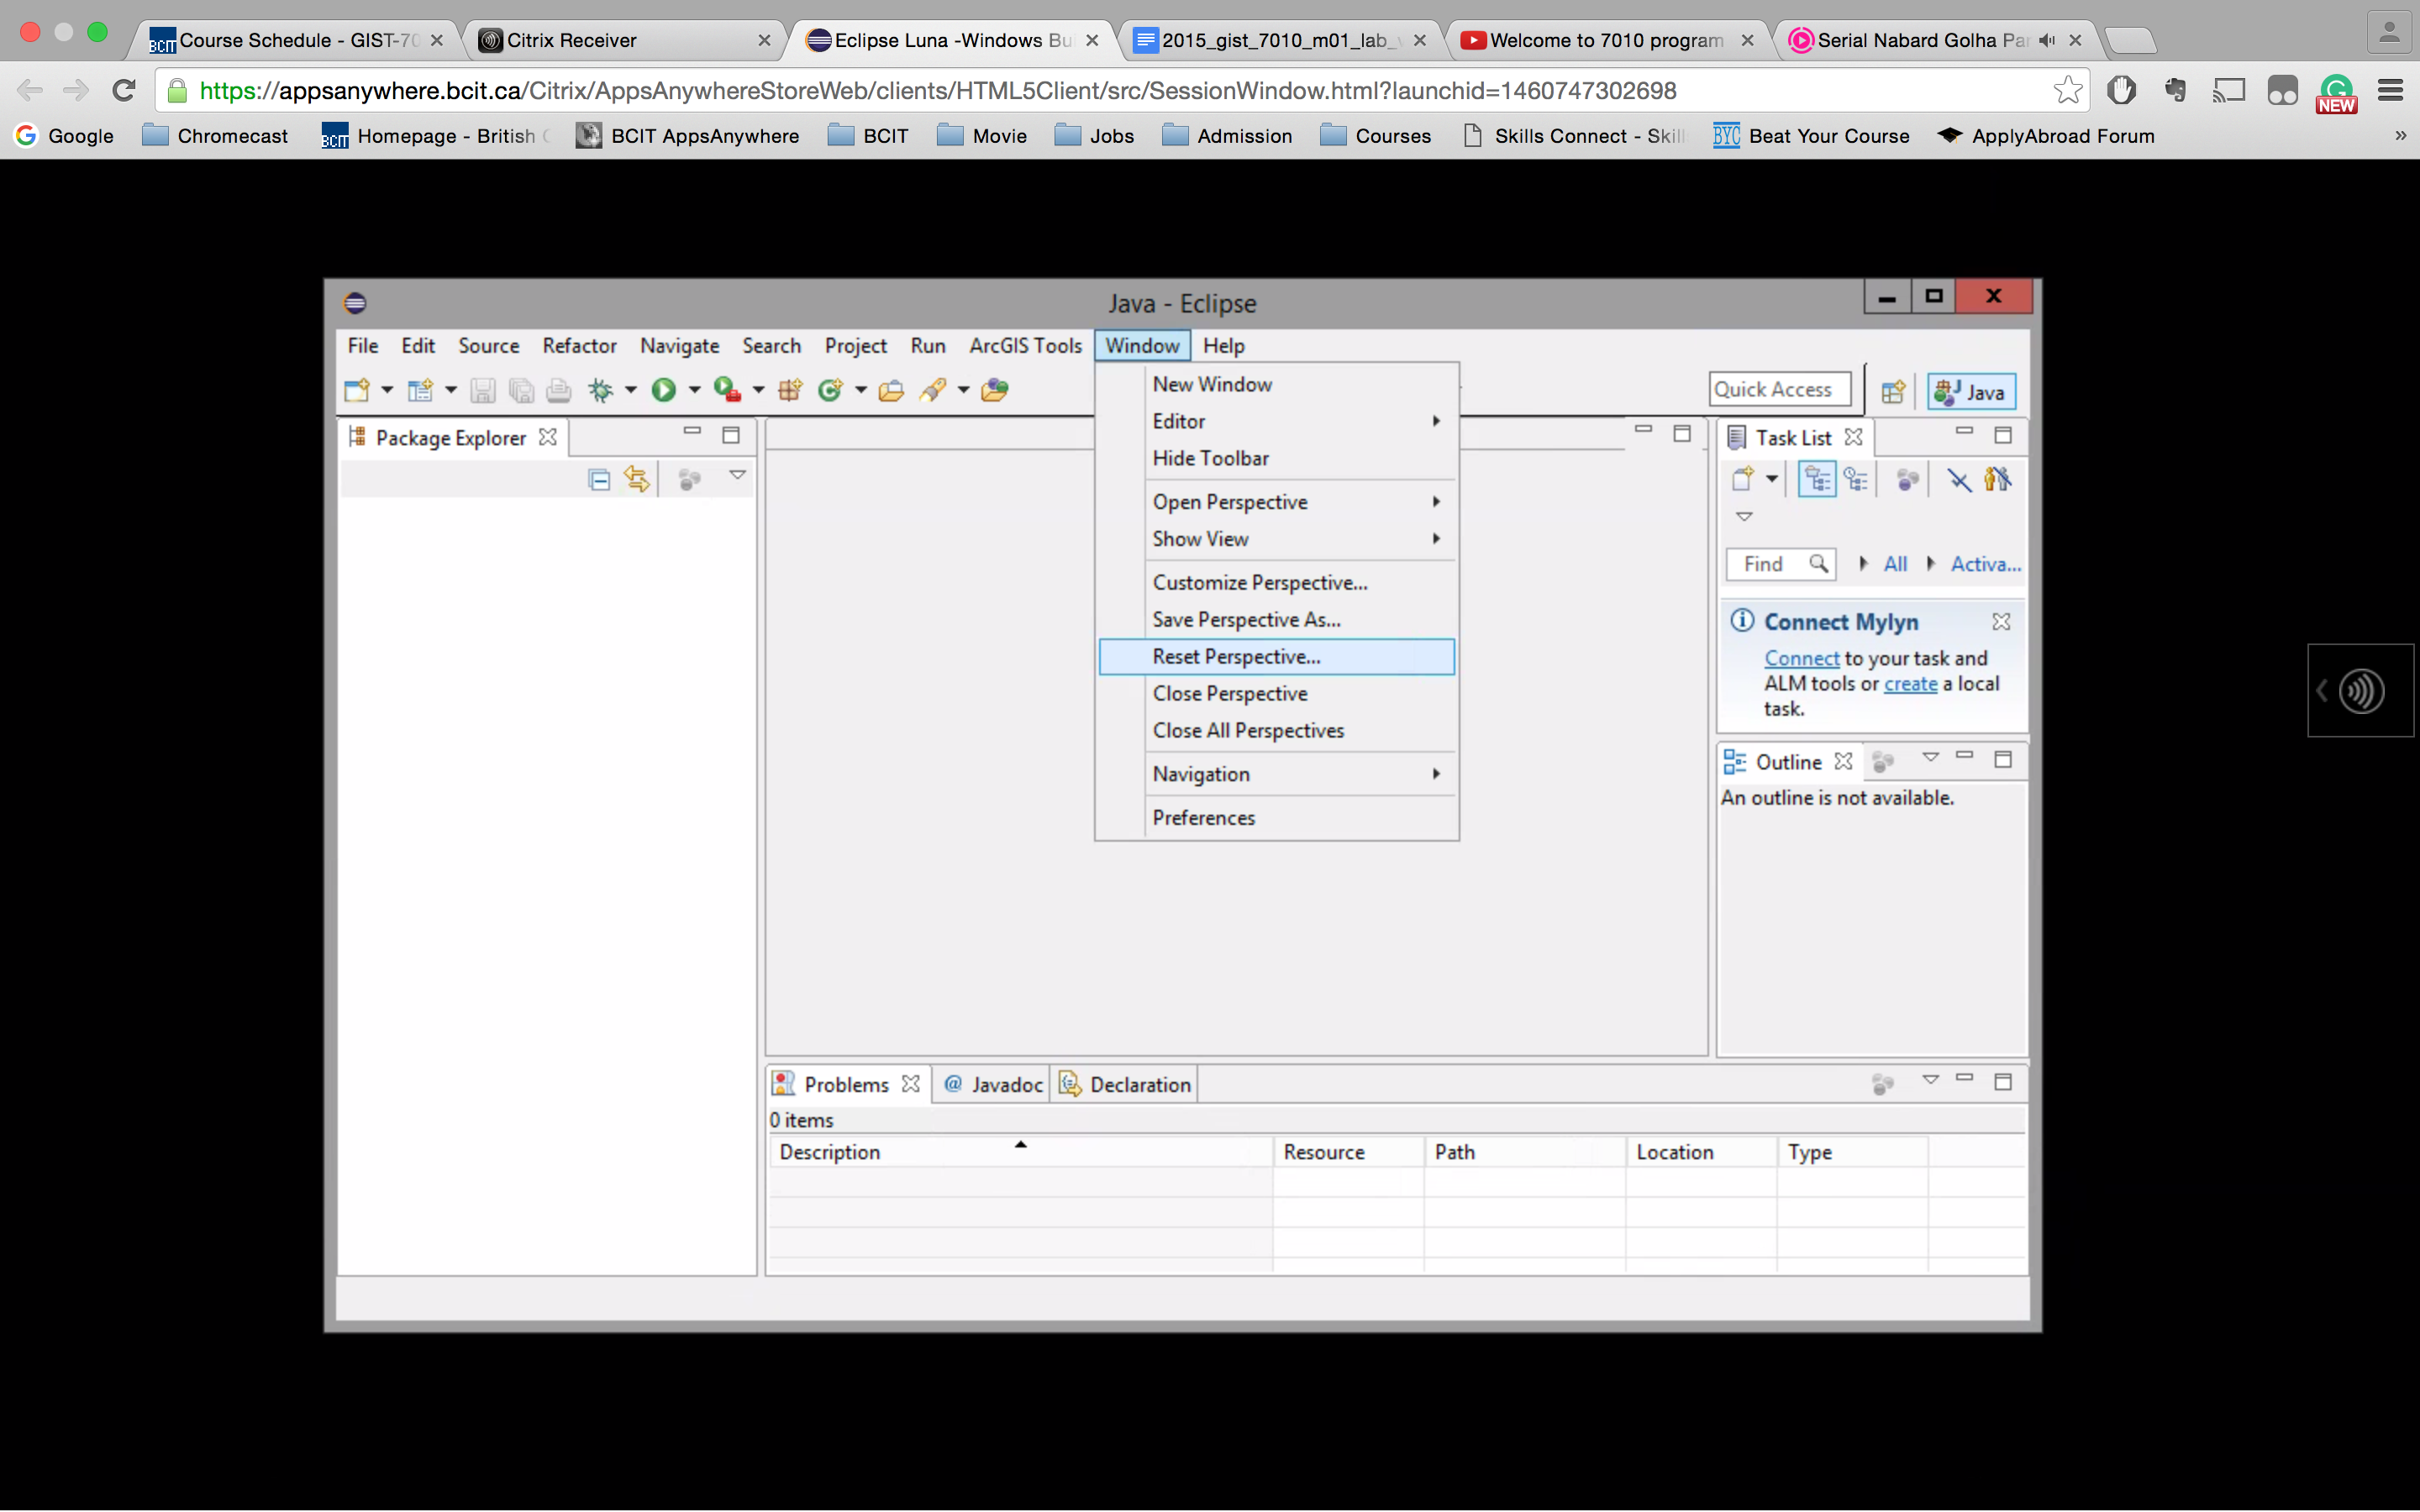 BCIT Course Schedule - GIST-70
Citrix Receiver
Eclipse Luna -Windows Bu
2015_gist_7010_m01_lab_
Welcome to 7010 program
Serial Nabard Golha Par
https://appsanywhere.bcit.ca/Citrix/AppsAnywhereStoreWeb/clients/HTML5Client/src/SessionWindow.html?launchid=1460747302698
NEW
Google
Chromecast
BCIT Homepage - British
BCIT AppsAnywhere
BCIT
Movie
Jobs
Admission
Courses
Skills Connect - Skil
BYC Beat Your Course
ApplyAbroad Forum
»
Java - Eclipse
File Edit Source Refactor Navigate Search Project Run ArcGIS Tools Window Help
New Window
Editor
Hide Toolbar
Open Perspective
Show View
Customize Perspective...
Save Perspective As...
Reset Perspective...
Close Perspective
Close All Perspectives
Navigation
Preferences
Quick Access
Java
Package Explorer
Task List
Find
All
Activa...
Connect Mylyn
Connect to your task and
ALM tools or create a local
task.
Outline
An outline is not available.
Problems
@ Javadoc
Declaration
0 items
Description Resource Path Location Type